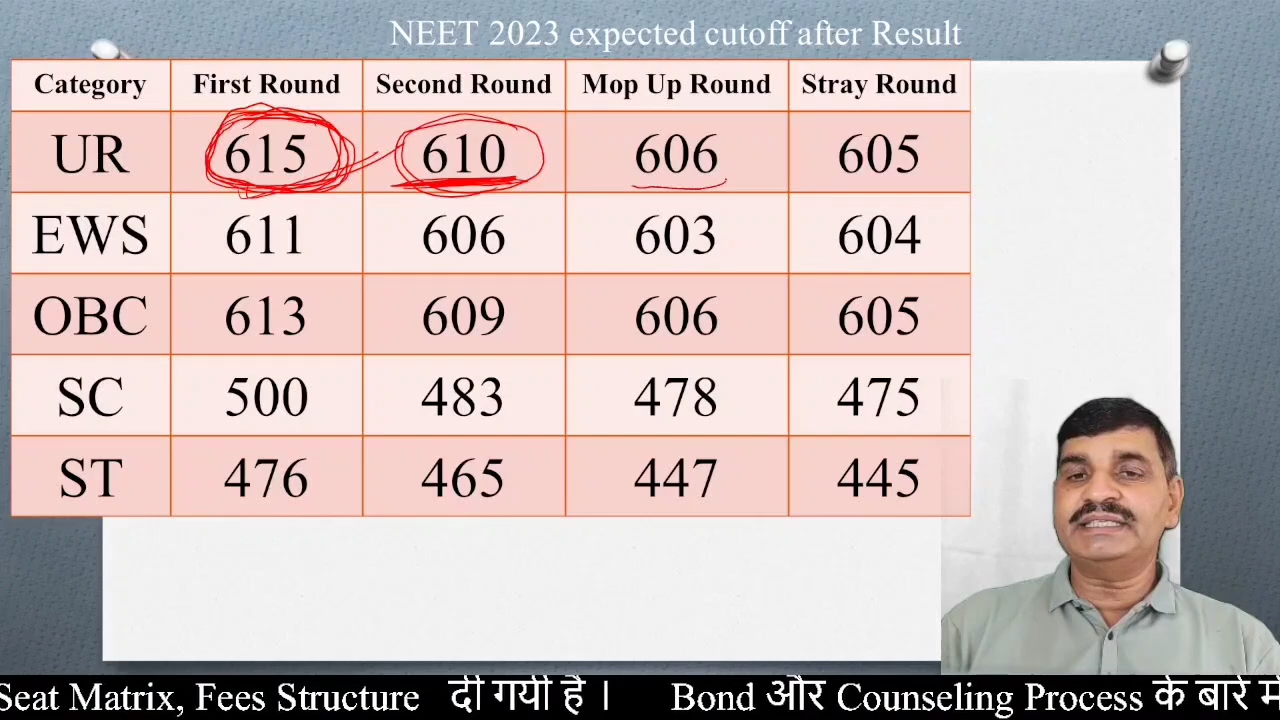 NEET 2023 expected cutoff after Result
Category First Round Second Round Mop Up Round Stray Round
UR 615 610 606 605
EWS 611 606 603 604
OBC 613 609 606 605
SC 500 483 478 475
ST 476 465 447 445
Seat Matrix, Fees Structure दी गयी है । Bond और Counseling Process के बारे में